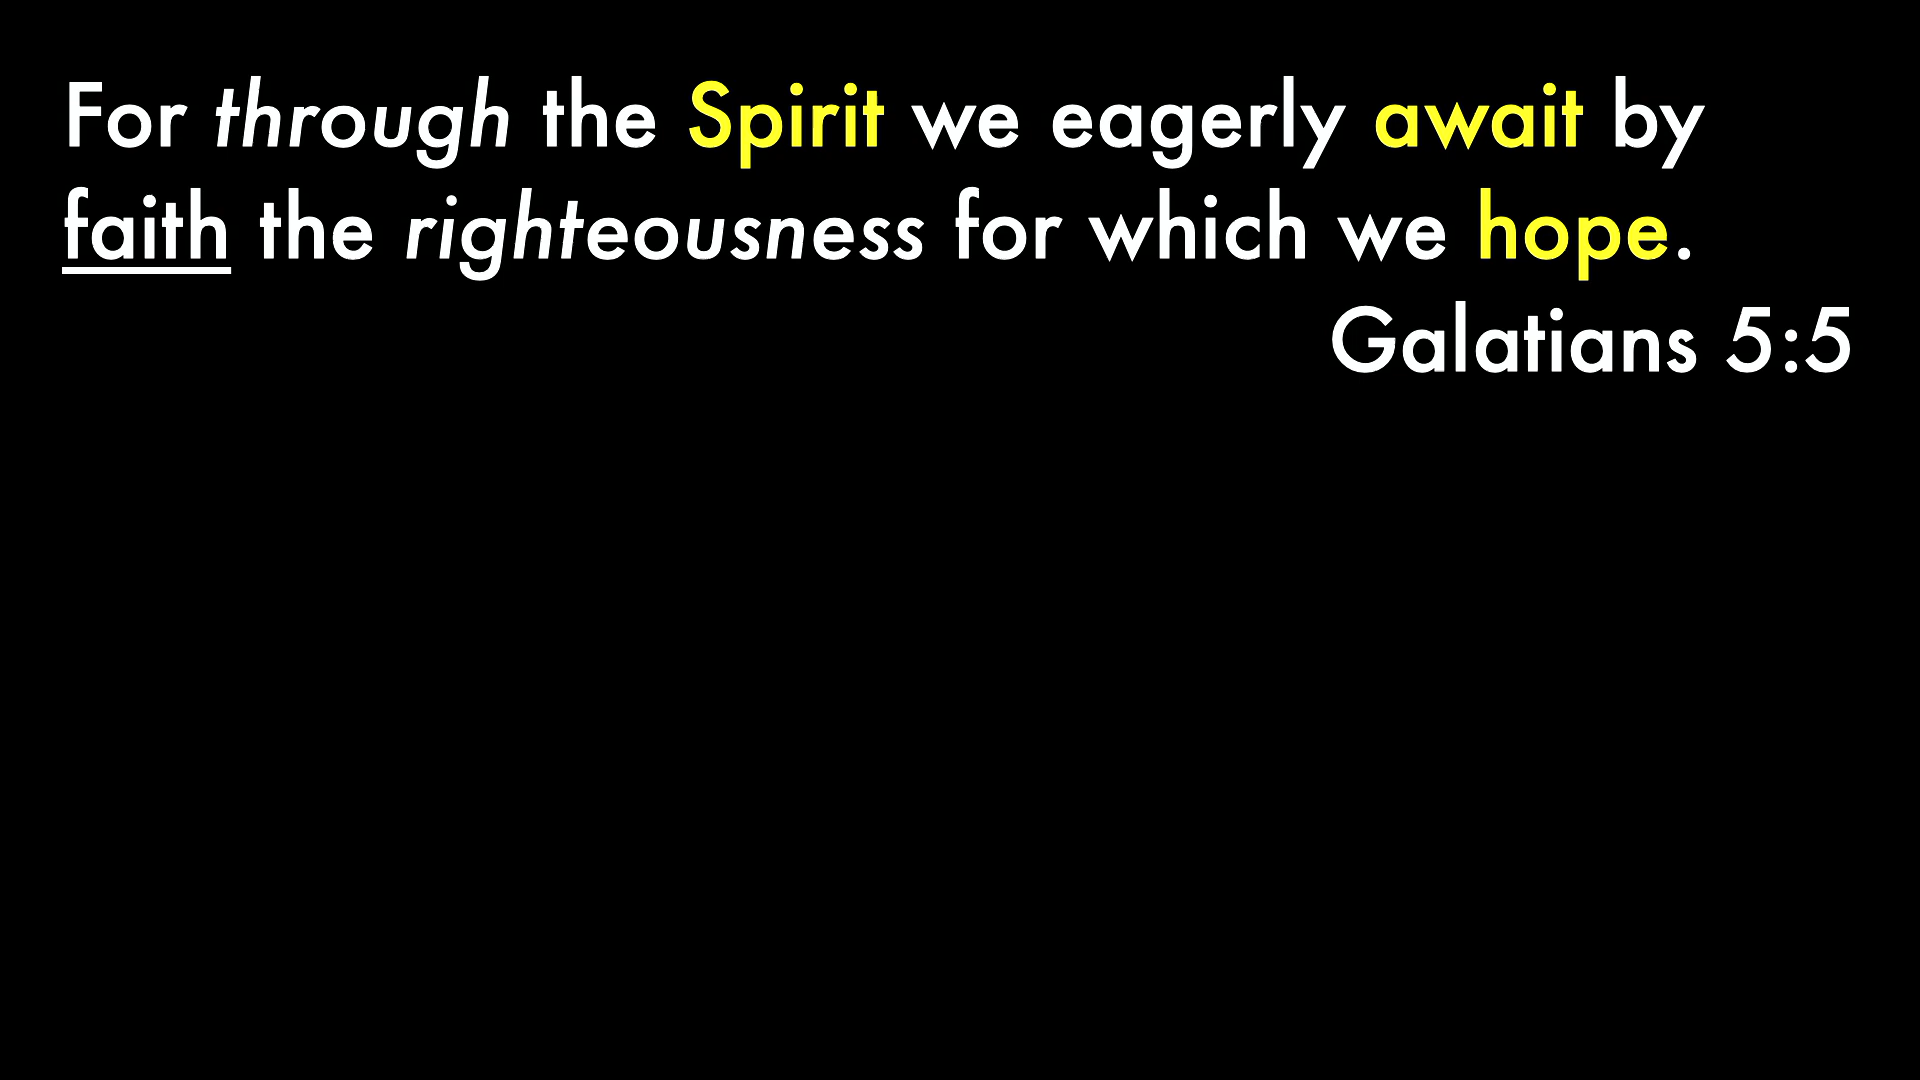 For through the Spirit we eagerly await by
faith the righteousness for which we hope.
Galatians 5:5